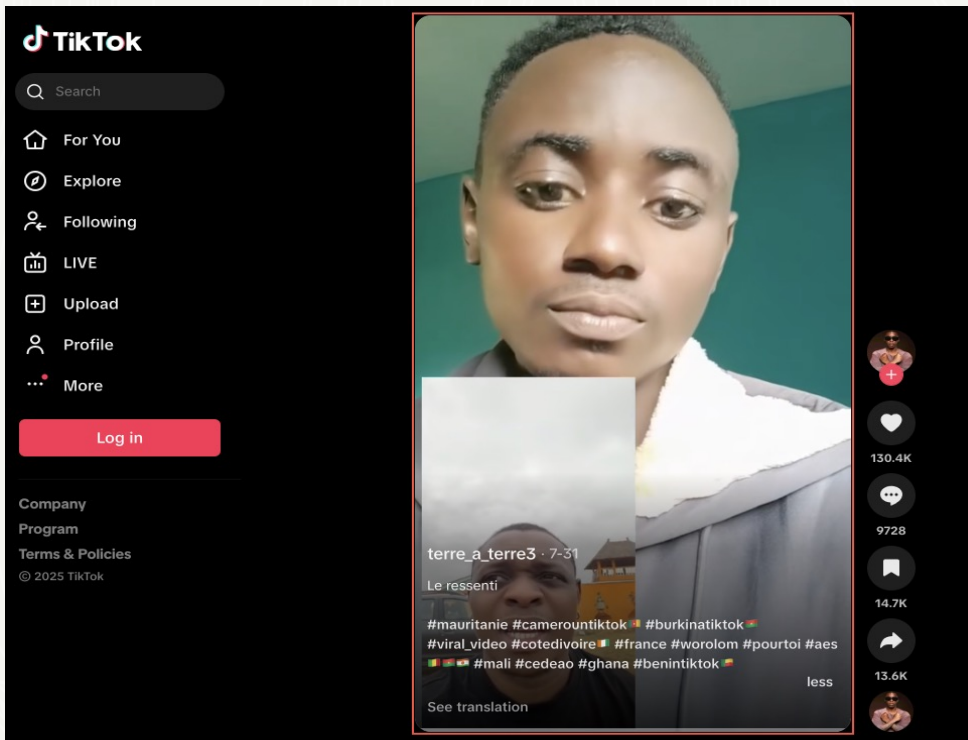 TikTok
Search
For You
Explore
Following
LIVE
Upload
Profile
More
Log in
Company
Program
Terms & Policies
© 2025 TikTok
terre_a_terre3 · 7-31
Le ressenti
#mauritanie #camerountiktok🇨🇲 #burkinatiktok🇧🇫
#viral_video #cotedivoire🇨🇮 #france #worolom #pourtoi #aes
🇲🇱🇧🇫🇳🇪 #mali #cedeao #ghana #benintiktok🇧🇯
less
See translation
130.4K
9728
14.7K
13.6K